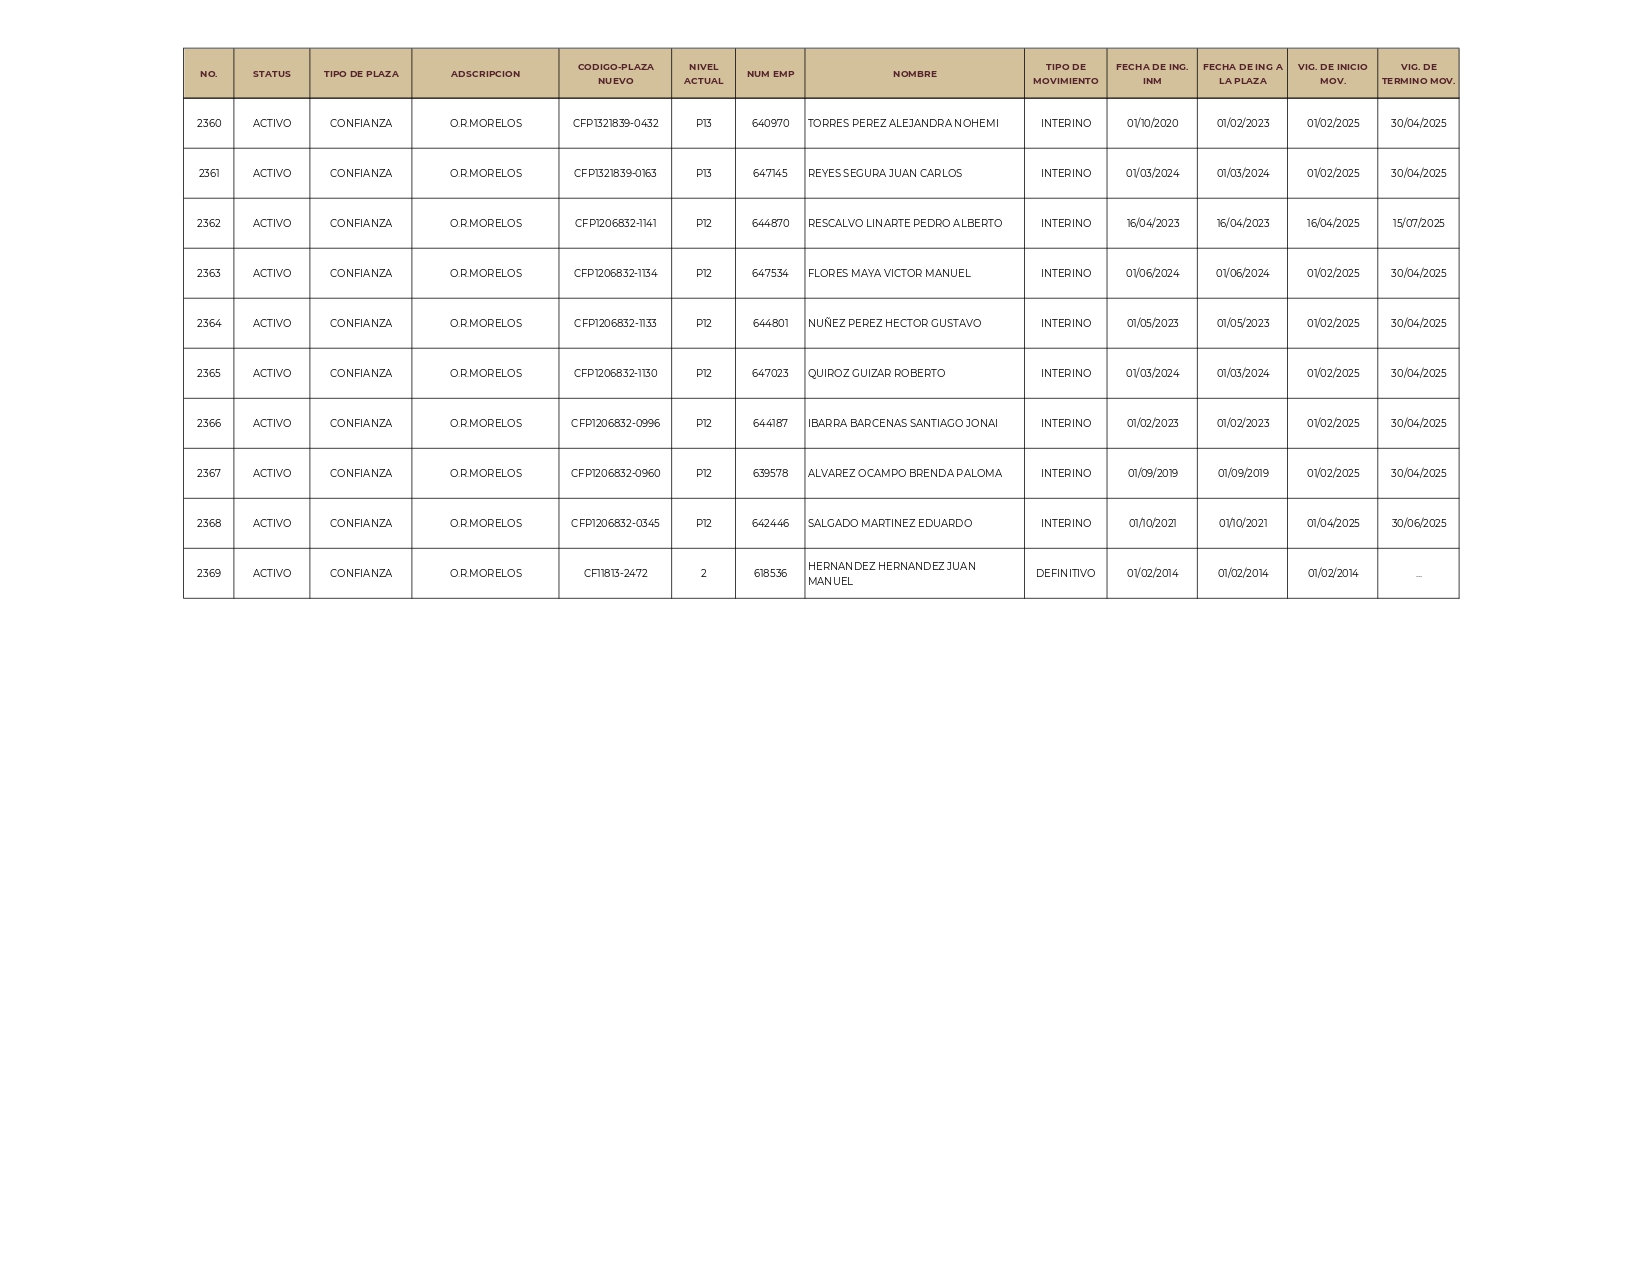 NO. STATUS TIPO DE PLAZA ADSCRIPCION CODIGO-PLAZA NUEVO NIVEL ACTUAL NUM EMP NOMBRE TIPO DE MOVIMIENTO FECHA DE ING. INM FECHA DE ING A LA PLAZA VIG. DE INICIO MOV. VIG. DE TERMINO MOV.
2360 ACTIVO CONFIANZA O.R.MORELOS CFP1321839-0432 P13 640970 TORRES PEREZ ALEJANDRA NOHEMI INTERINO 01/10/2020 01/02/2023 01/02/2025 30/04/2025
2361 ACTIVO CONFIANZA O.R.MORELOS CFP1321839-0163 P13 647145 REYES SEGURA JUAN CARLOS INTERINO 01/03/2024 01/03/2024 01/02/2025 30/04/2025
2362 ACTIVO CONFIANZA O.R.MORELOS CFP1206832-1141 P12 644870 RESCALVO LINARTE PEDRO ALBERTO INTERINO 16/04/2023 16/04/2023 16/04/2025 15/07/2025
2363 ACTIVO CONFIANZA O.R.MORELOS CFP1206832-1134 P12 647534 FLORES MAYA VICTOR MANUEL INTERINO 01/06/2024 01/06/2024 01/02/2025 30/04/2025
2364 ACTIVO CONFIANZA O.R.MORELOS CFP1206832-1133 P12 644801 NUÑEZ PEREZ HECTOR GUSTAVO INTERINO 01/05/2023 01/05/2023 01/02/2025 30/04/2025
2365 ACTIVO CONFIANZA O.R.MORELOS CFP1206832-1130 P12 647023 QUIROZ GUIZAR ROBERTO INTERINO 01/03/2024 01/03/2024 01/02/2025 30/04/2025
2366 ACTIVO CONFIANZA O.R.MORELOS CFP1206832-0996 P12 644187 IBARRA BARCENAS SANTIAGO JONAI INTERINO 01/02/2023 01/02/2023 01/02/2025 30/04/2025
2367 ACTIVO CONFIANZA O.R.MORELOS CFP1206832-0960 P12 639578 ALVAREZ OCAMPO BRENDA PALOMA INTERINO 01/09/2019 01/09/2019 01/02/2025 30/04/2025
2368 ACTIVO CONFIANZA O.R.MORELOS CFP1206832-0345 P12 642446 SALGADO MARTINEZ EDUARDO INTERINO 01/10/2021 01/10/2021 01/04/2025 30/06/2025
2369 ACTIVO CONFIANZA O.R.MORELOS CF11813-2472 2 618536 HERNANDEZ HERNANDEZ JUAN MANUEL DEFINITIVO 01/02/2014 01/02/2014 01/02/2014 ...